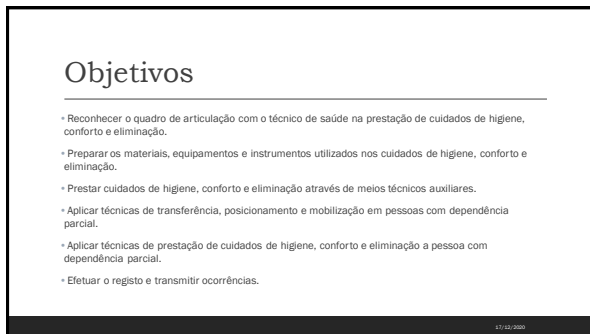 Objetivos
• Reconhecer o quadro de articulação com o técnico de saúde na prestação de cuidados de higiene,
conforto e eliminação.
• Preparar os materiais, equipamentos e instrumentos utilizados nos cuidados de higiene, conforto e
eliminação.
• Prestar cuidados de higiene, conforto e eliminação através de meios técnicos auxiliares.
• Aplicar técnicas de transferência, posicionamento e mobilização em pessoas com dependência
parcial.
• Aplicar técnicas de prestação de cuidados de higiene, conforto e eliminação a pessoa com
dependência parcial.
• Efetuar o registo e transmitir ocorrências.
17/12/2020